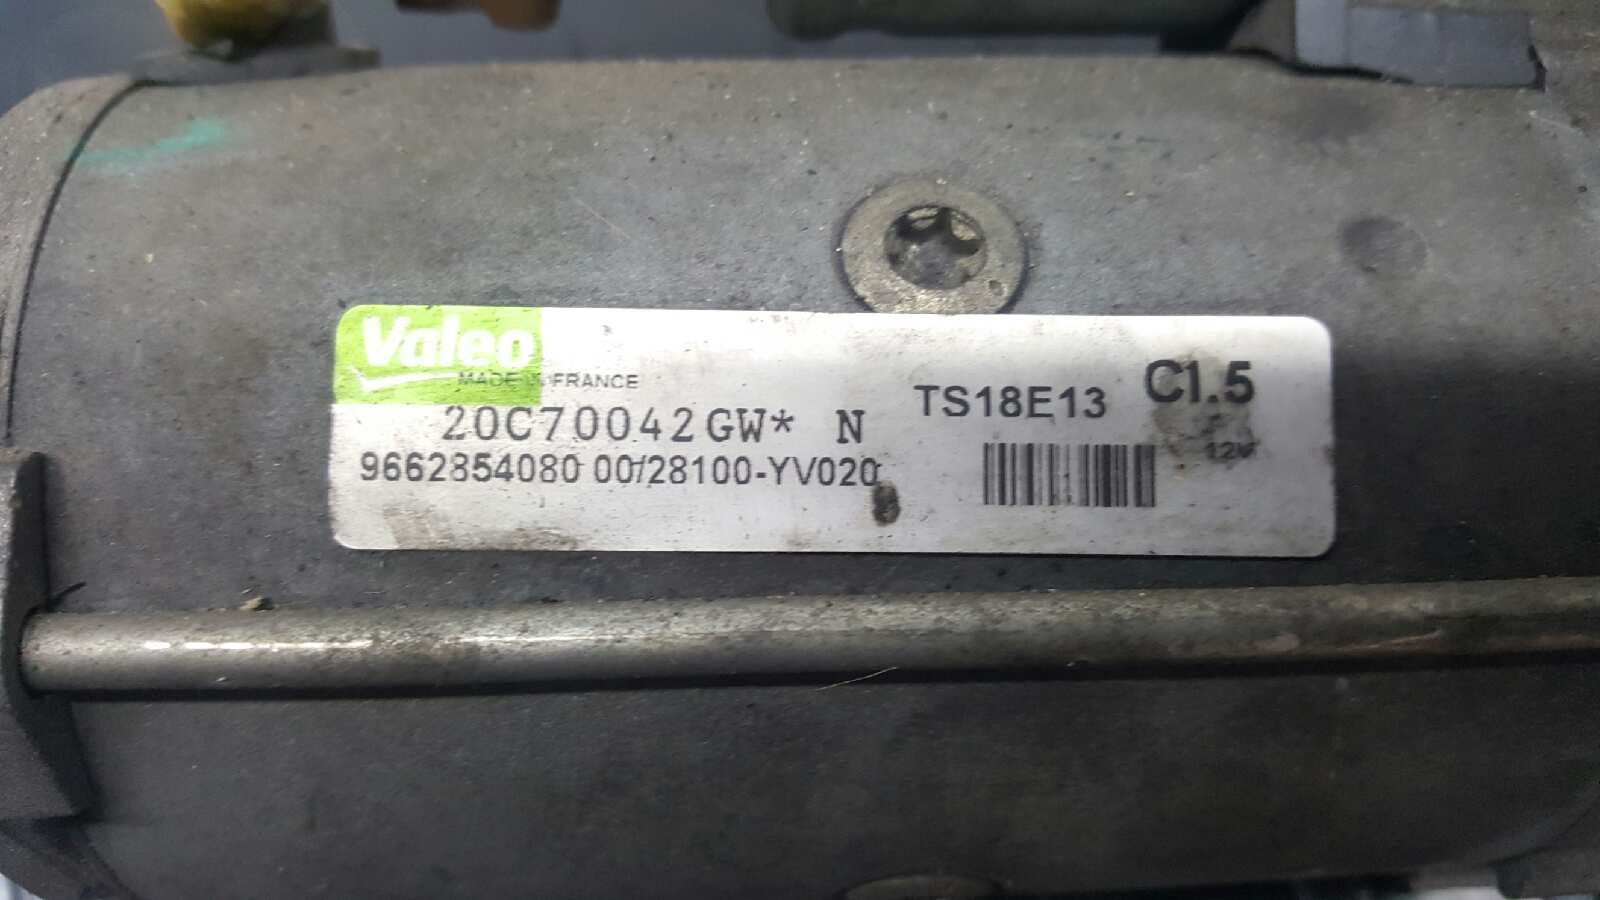 Valeo
MADE IN FRANCE
20C70042GW* N
TS18E13 C1.5
9662854080 00/28100-YV020
12V